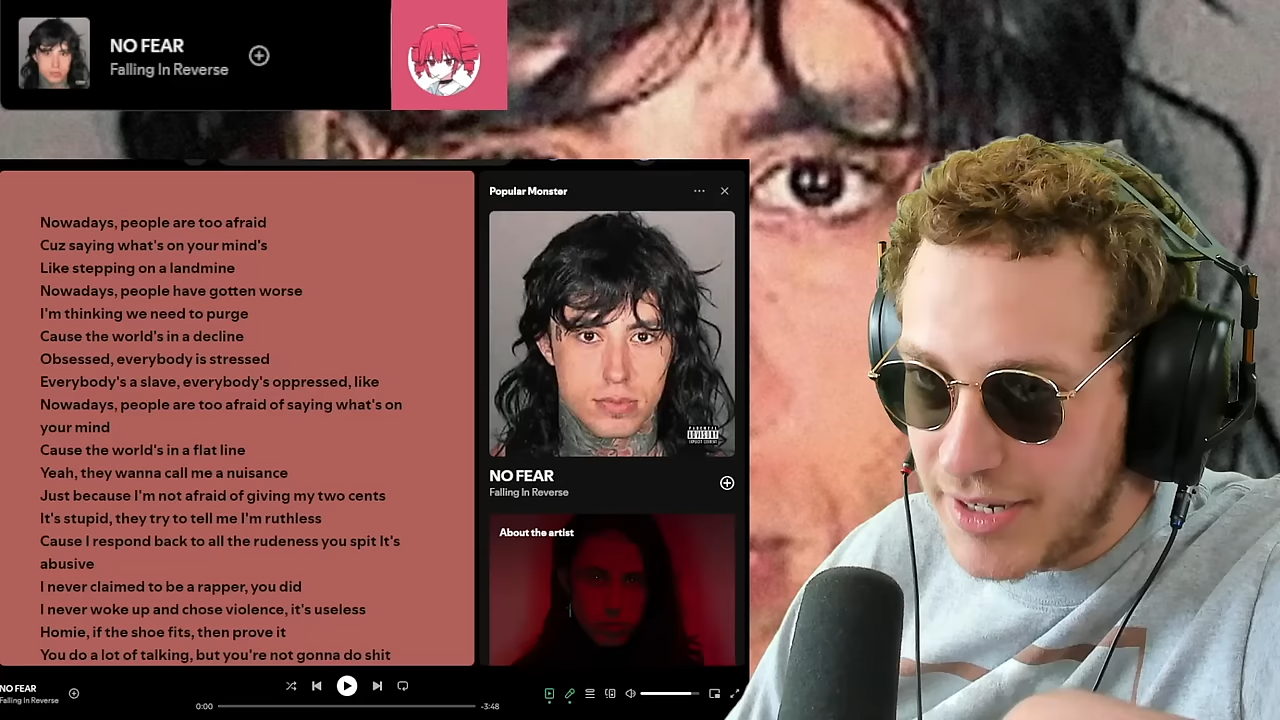 NO FEAR
Falling In Reverse
Nowadays, people are too afraid
Cuz saying what's on your mind's
Like stepping on a landmine
Nowadays, people have gotten worse
I'm thinking we need to purge
Cause the world's in a decline
Obsessed, everybody is stressed
Everybody's a slave, everybody's oppressed, like
Nowadays, people are too afraid of saying what's on
your mind
Cause the world's in a flat line
Yeah, they wanna call me a nuisance
Just because I'm not afraid of giving my two cents
It's stupid, they try to tell me I'm ruthless
Cause I respond back to all the rudeness you spit It's
abusive
I never claimed to be a rapper, you did
I never woke up and chose violence, it's useless
Homie, if the shoe fits, then prove it
You do a lot of talking, but you're not gonna do shit
Popular Monster
PARENTAL
ADVISORY
EXPLICIT CONTENT
NO FEAR
Falling In Reverse
About the artist
NO FEAR
Falling In Reverse
0:00
-3:48